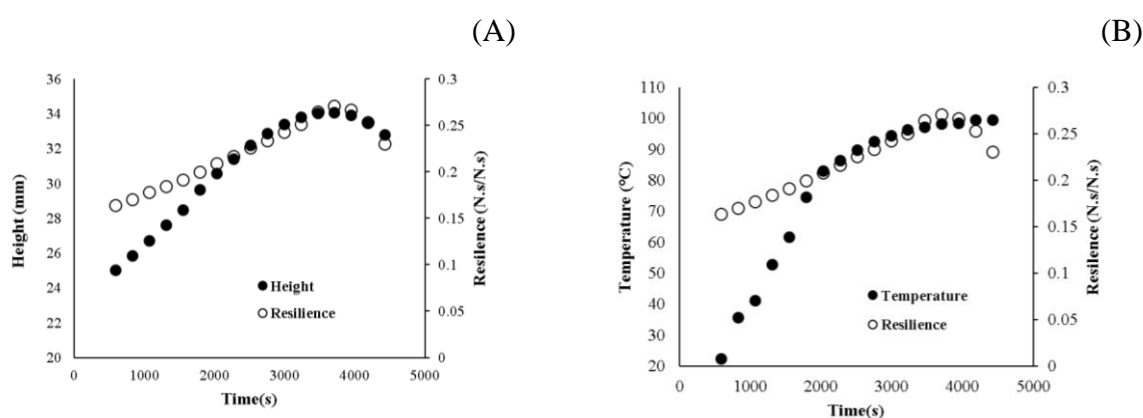 (A)
36
34
32
30
28
26
24
22
20
Height (mm)
0.3
0.25
0.2
0.15
0.1
0.05
0
Resilence (N.s/N.s)
Height
Resilience
0 1000 2000 3000 4000 5000
Time(s)
(B)
110
100
90
80
70
60
50
40
30
20
Temperature (°C)
0.3
0.25
0.2
0.15
0.1
0.05
0
Resilence (N.s/N.s)
Temperature
Resilience
0 1000 2000 3000 4000 5000
Time(s)